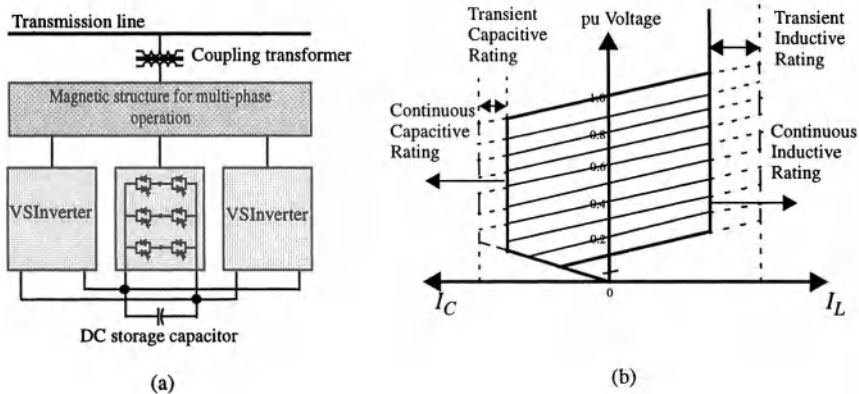 Transmission line
Coupling transformer
Magnetic structure for multi-phase
operation
VSInverter
VSInverter
DC storage capacitor
(a)
Transient
Capacitive
Rating
pu Voltage
Transient
Inductive
Rating
Continuous
Capacitive
Rating
Continuous
Inductive
Rating
1.0
0.8
0.6
0.4
0.2
0
I_C
I_L
(b)